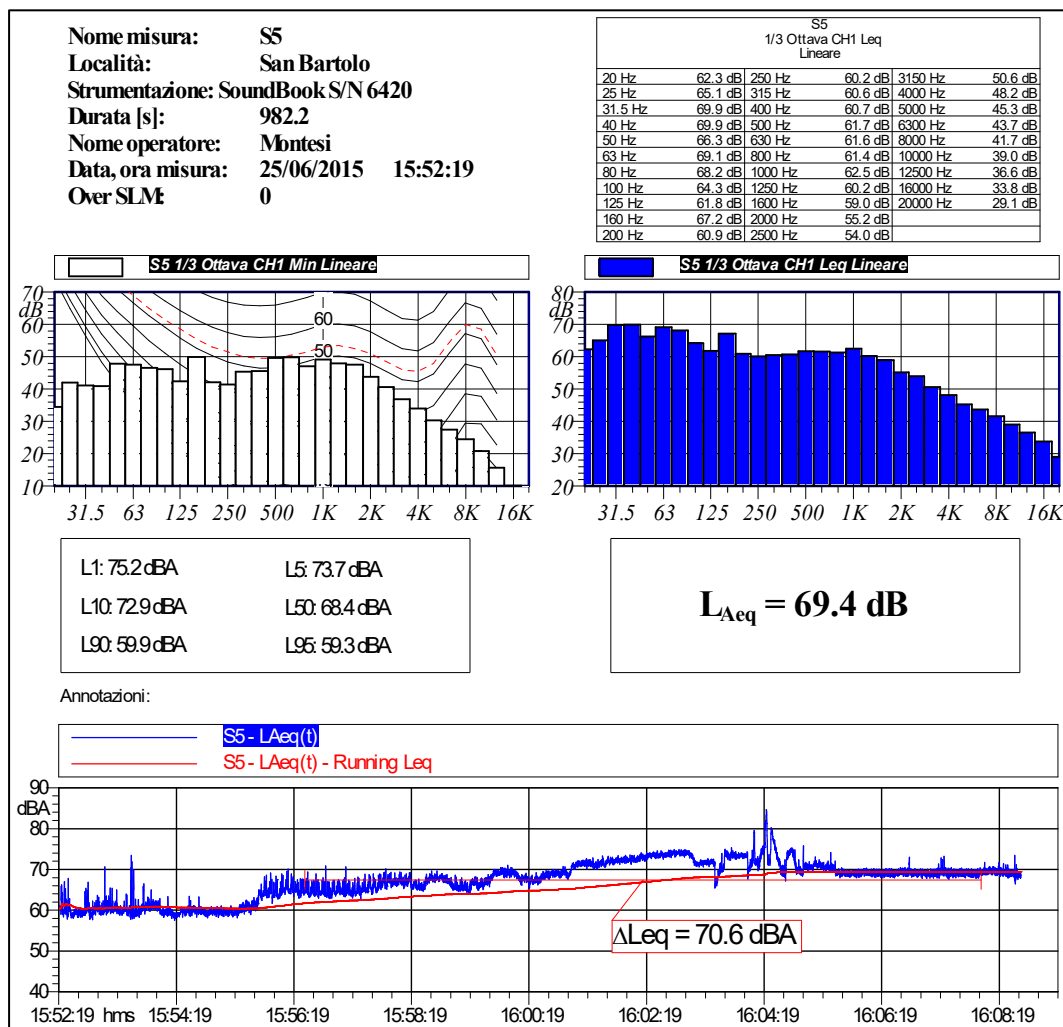 Nome misura: S5
Località: San Bartolo
Strumentazione: SoundBook S/N 6420
Durata [s]: 982.2
Nome operatore: Montesi
Data, ora misura: 25/06/2015 15:52:19
Over SLM: 0
S5
1/3 Ottava CH1 Leq
Lineare
20 Hz 62.3 dB 250 Hz 60.2 dB 3150 Hz 50.6 dB
25 Hz 65.1 dB 315 Hz 60.6 dB 4000 Hz 48.2 dB
31.5 Hz 69.9 dB 400 Hz 60.7 dB 5000 Hz 45.3 dB
40 Hz 69.9 dB 500 Hz 61.7 dB 6300 Hz 43.7 dB
50 Hz 66.3 dB 630 Hz 61.6 dB 8000 Hz 41.7 dB
63 Hz 69.1 dB 800 Hz 61.4 dB 10000 Hz 39.0 dB
80 Hz 68.2 dB 1000 Hz 62.5 dB 12500 Hz 36.6 dB
100 Hz 64.3 dB 1250 Hz 60.2 dB 16000 Hz 33.8 dB
125 Hz 61.8 dB 1600 Hz 59.0 dB 20000 Hz 29.1 dB
160 Hz 67.2 dB 2000 Hz 55.2 dB
200 Hz 60.9 dB 2500 Hz 54.0 dB
S5 1/3 Ottava CH1 Min Lineare
70
dB
60
50
40
30
20
10
60
50
31.5 63 125 250 500 1K 2K 4K 8K 16K
S5 1/3 Ottava CH1 Leq Lineare
80
dB
70
60
50
40
30
20
31.5 63 125 250 500 1K 2K 4K 8K 16K
L1: 75.2 dBA L5: 73.7 dBA
L10: 72.9 dBA L50: 68.4 dBA
L90: 59.9 dBA L95: 59.3 dBA
LAeq = 69.4 dB
Annotazioni:
S5 - LAeq(t)
S5 - LAeq(t) - Running Leq
90
dBA
80
70
60
50
40
ΔLeq = 70.6 dBA
15:52:19 hms 15:54:19 15:56:19 15:58:19 16:00:19 16:02:19 16:04:19 16:06:19 16:08:19